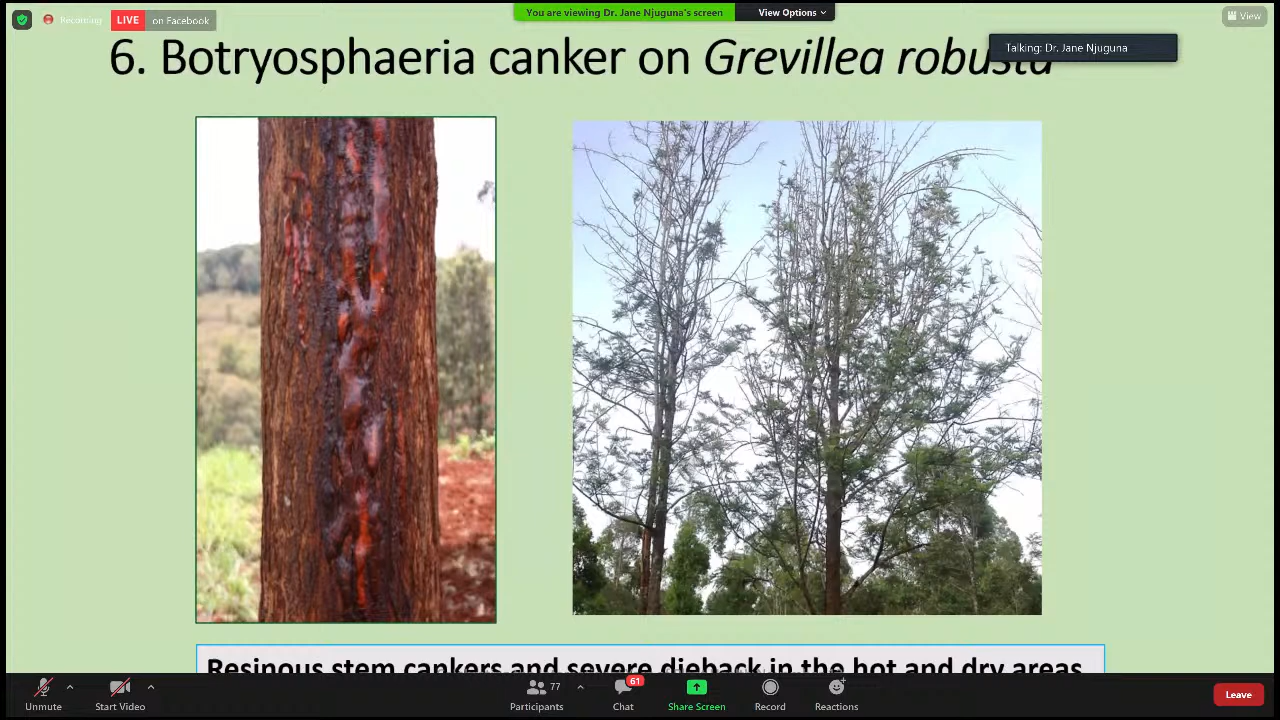 Recording
LIVE on Facebook
You are viewing Dr. Jane Njuguna's screen
View Options
View
Talking: Dr. Jane Njuguna
6. Botryosphaeria canker on Grevillea robusta
Resinous stem cankers and severe dieback in the hot and dry areas
Unmute
Start Video
77
Participants
61
Chat
Share Screen
Record
Reactions
Leave